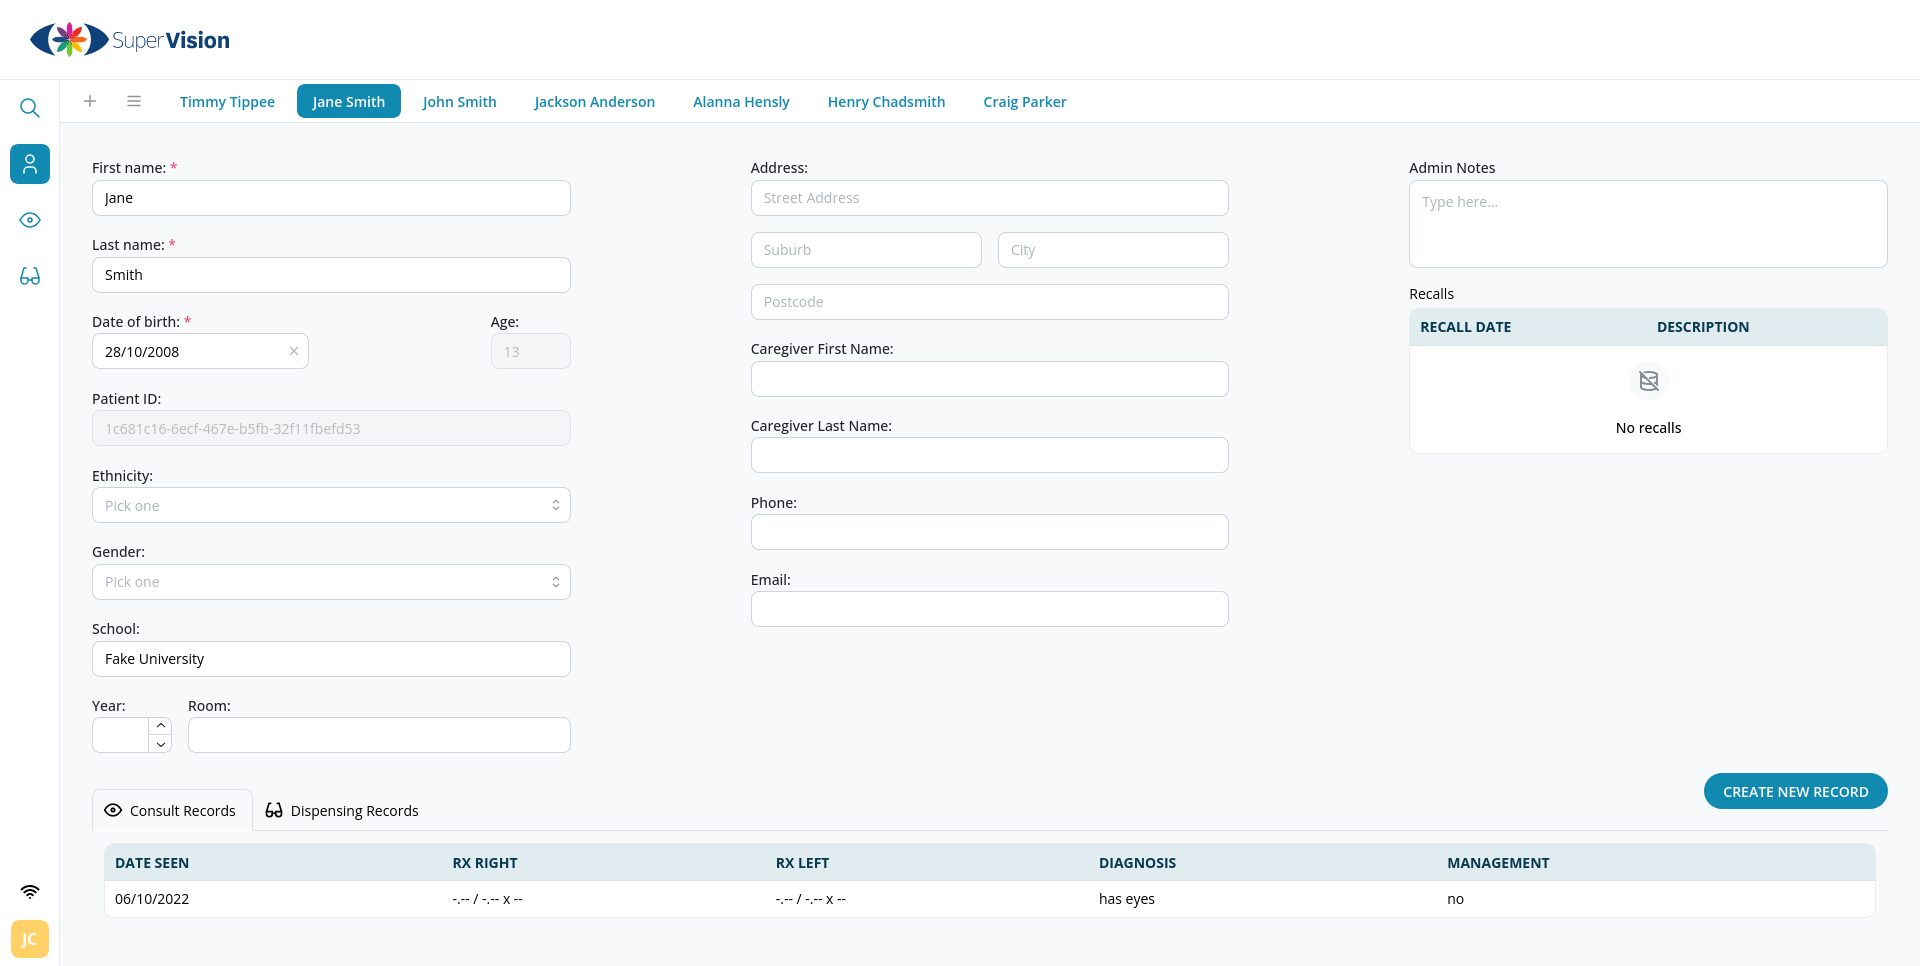 SuperVision
Timmy Tippee Jane Smith John Smith Jackson Anderson Alanna Hensly Henry Chadsmith Craig Parker
First name: *
Jane
Last name: *
Smith
Date of birth: * Age:
28/10/2008 13
Patient ID:
1c681c16-6ecf-467e-b5fb-32f11fbefd53
Ethnicity:
Pick one
Gender:
Pick one
School:
Fake University
Year: Room:
Address:
Street Address
Suburb City
Postcode
Caregiver First Name:
Caregiver Last Name:
Phone:
Email:
Admin Notes
Type here...
Recalls
RECALL DATE DESCRIPTION
No recalls
CREATE NEW RECORD
Consult Records Dispensing Records
DATE SEEN RX RIGHT RX LEFT DIAGNOSIS MANAGEMENT
06/10/2022 -.-- / -.-- x -- -.-- / -.-- x -- has eyes no
JC